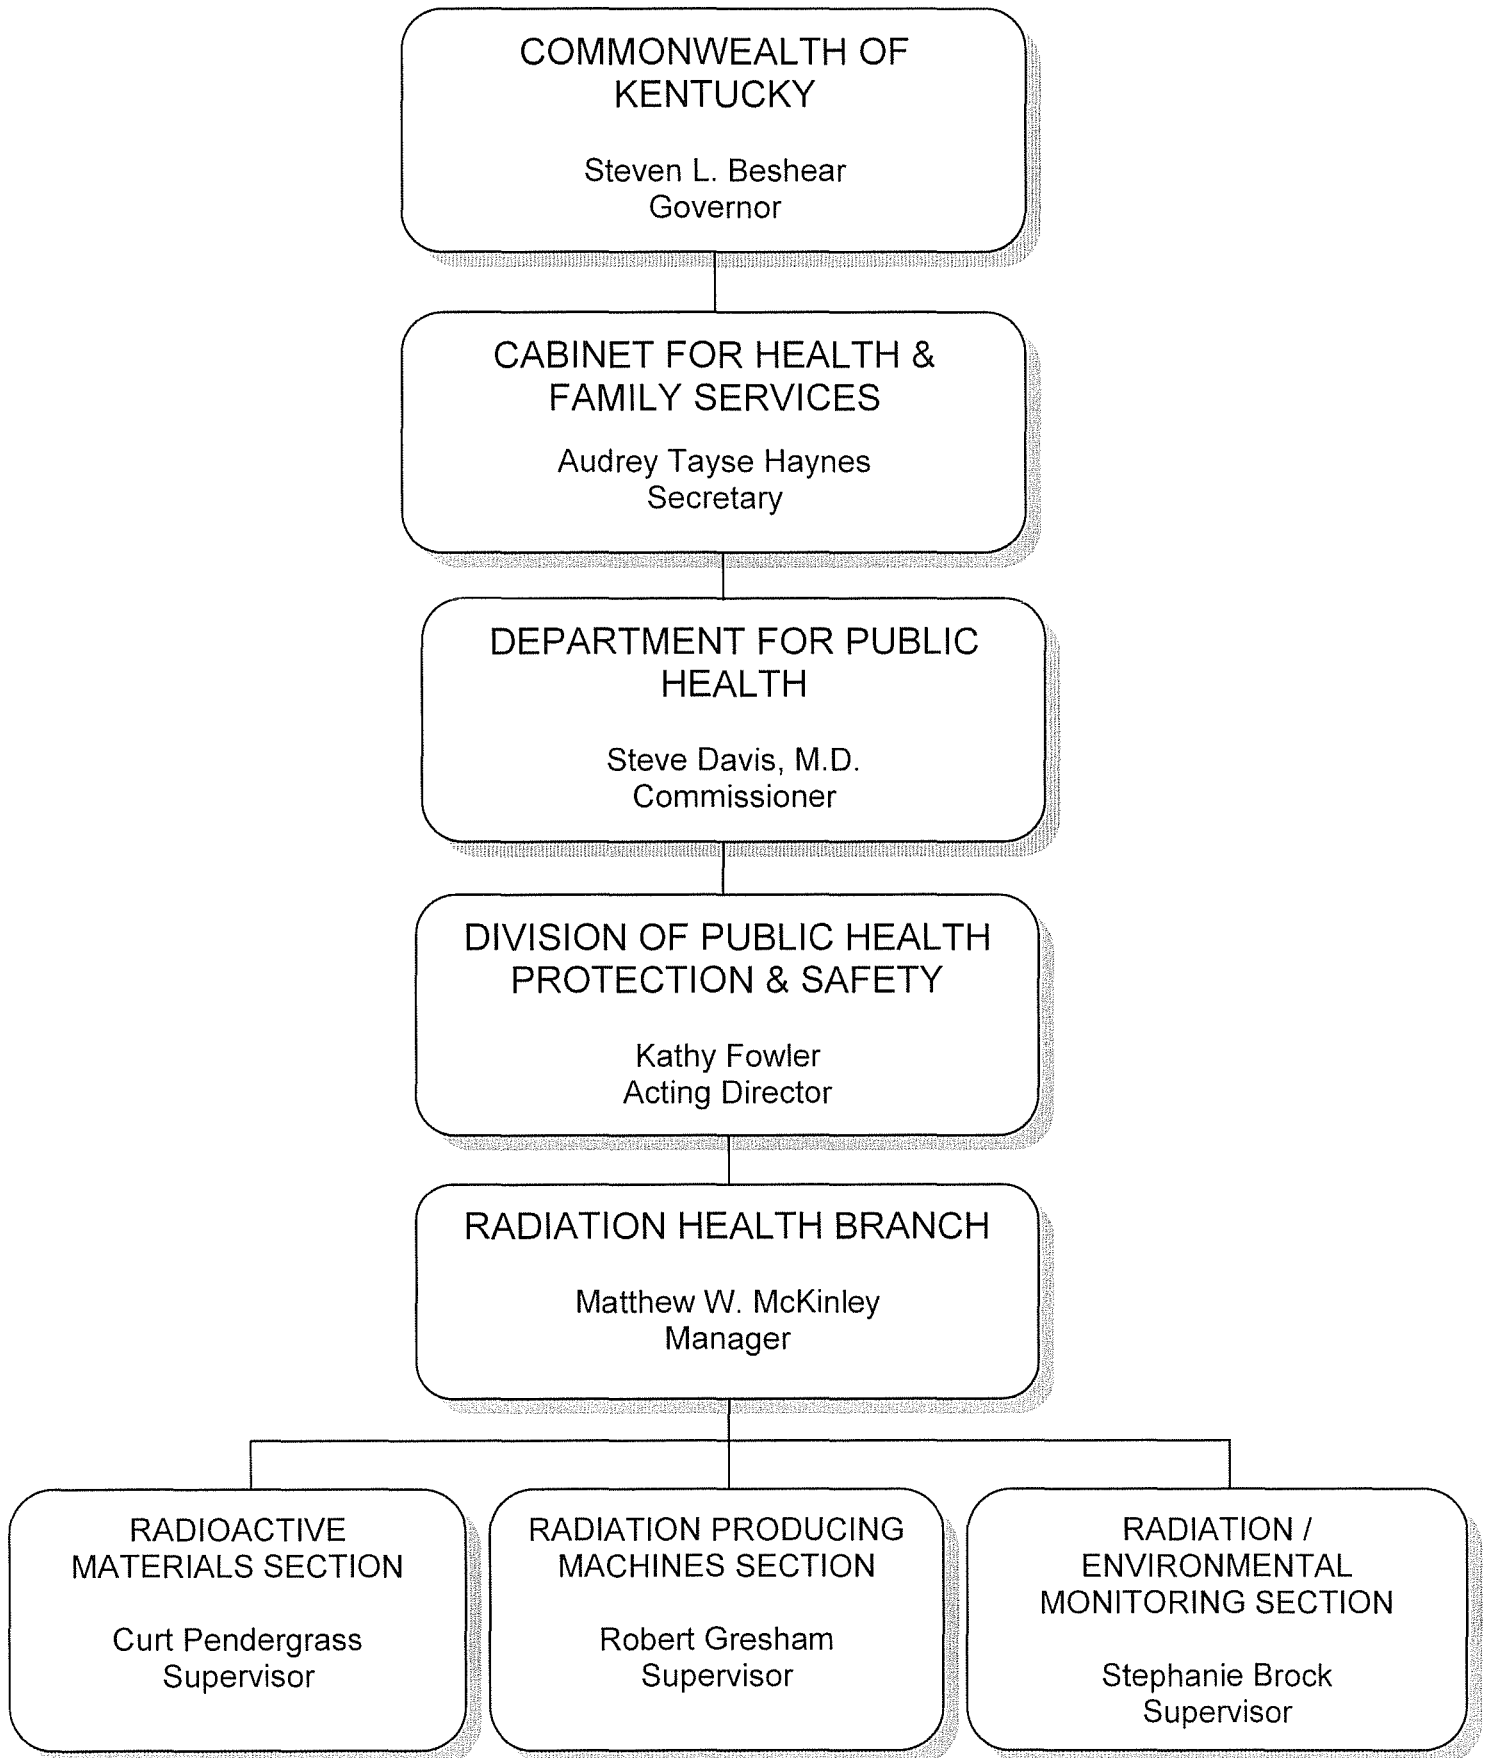 COMMONWEALTH OF
KENTUCKY
Steven L. Beshear
Governor
CABINET FOR HEALTH &
FAMILY SERVICES
Audrey Tayse Haynes
Secretary
DEPARTMENT FOR PUBLIC
HEALTH
Steve Davis, M.D.
Commissioner
DIVISION OF PUBLIC HEALTH
PROTECTION & SAFETY
Kathy Fowler
Acting Director
RADIATION HEALTH BRANCH
Matthew W. McKinley
Manager
RADIOACTIVE
MATERIALS SECTION
Curt Pendergrass
Supervisor
RADIATION PRODUCING
MACHINES SECTION
Robert Gresham
Supervisor
RADIATION /
ENVIRONMENTAL
MONITORING SECTION
Stephanie Brock
Supervisor